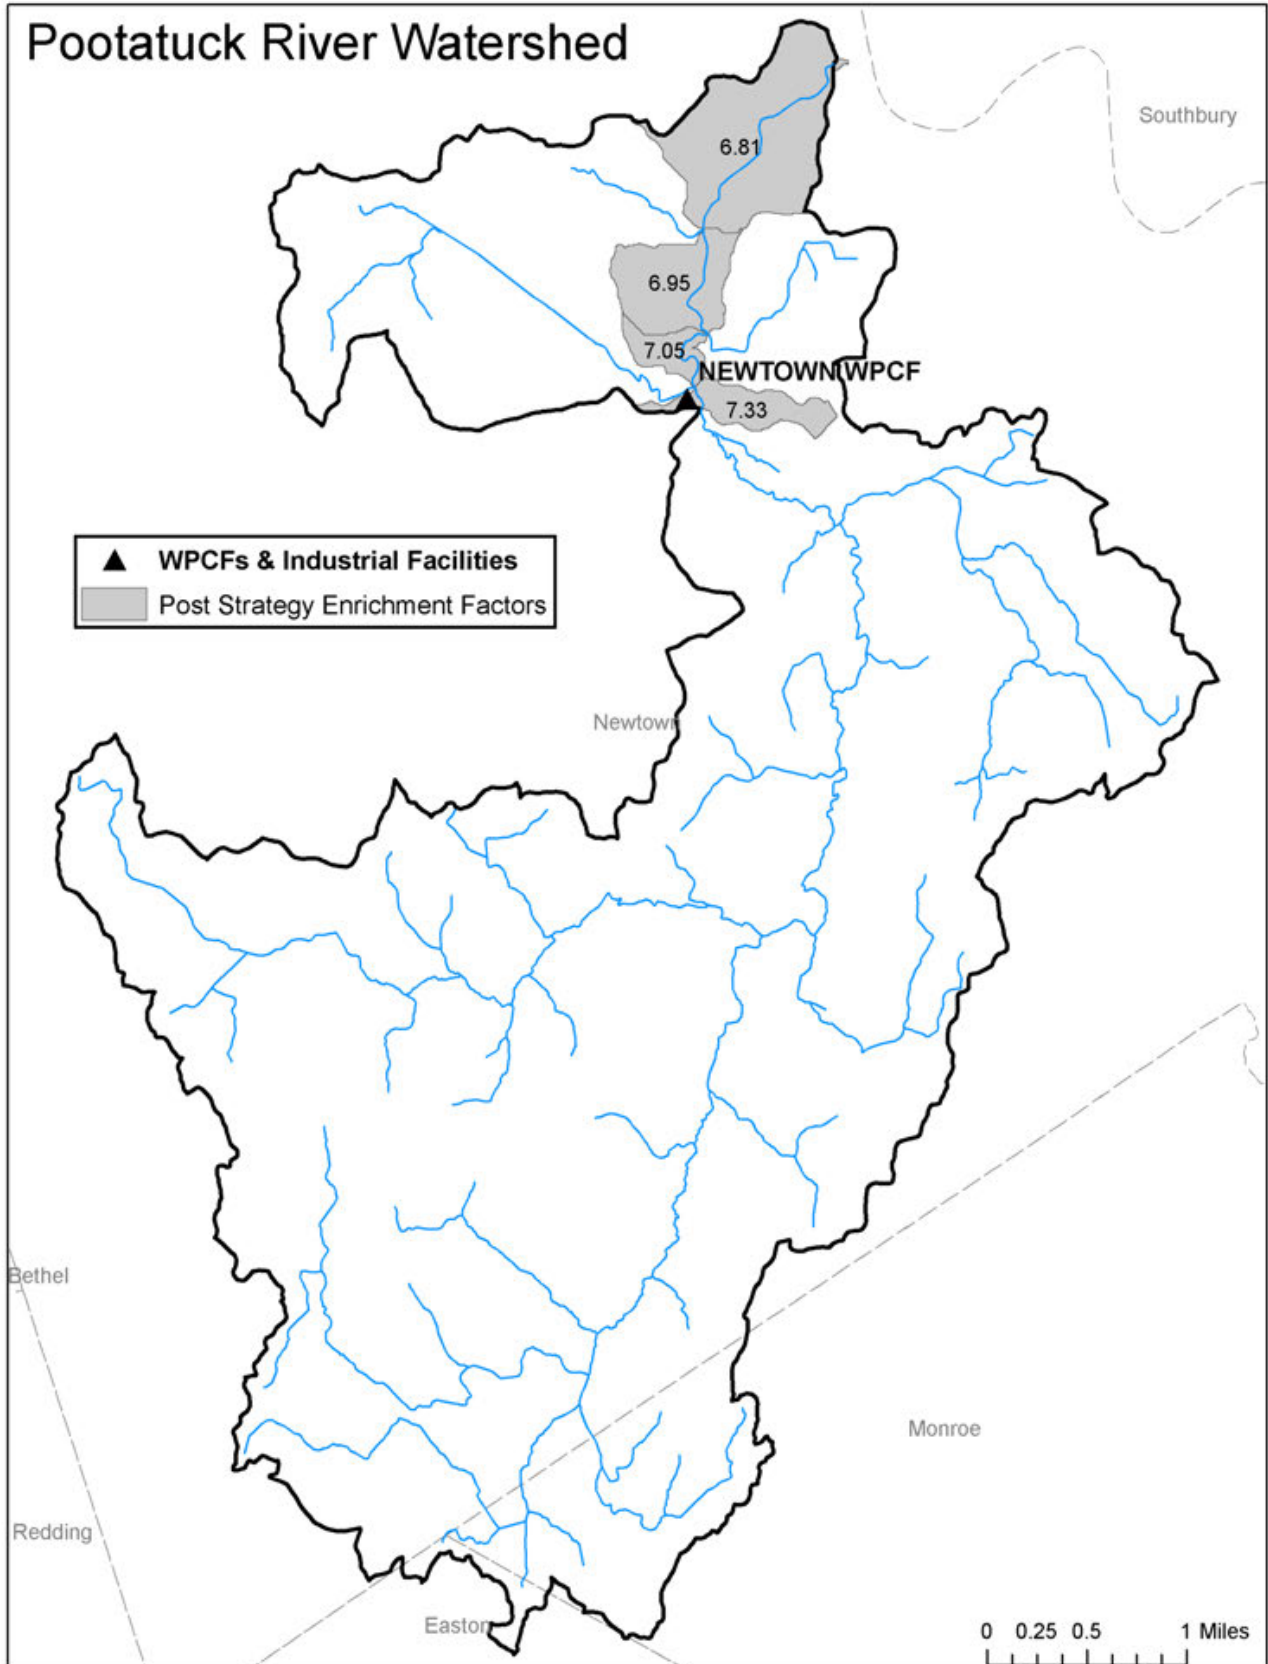 Pootatuck River Watershed
Southbury
6.81
6.95
7.05
NEWTOWN WPCF
7.33
WPCFs & Industrial Facilities
Post Strategy Enrichment Factors
Newtown
Bethel
Monroe
Redding
Easton
0 0.25 0.5 1 Miles